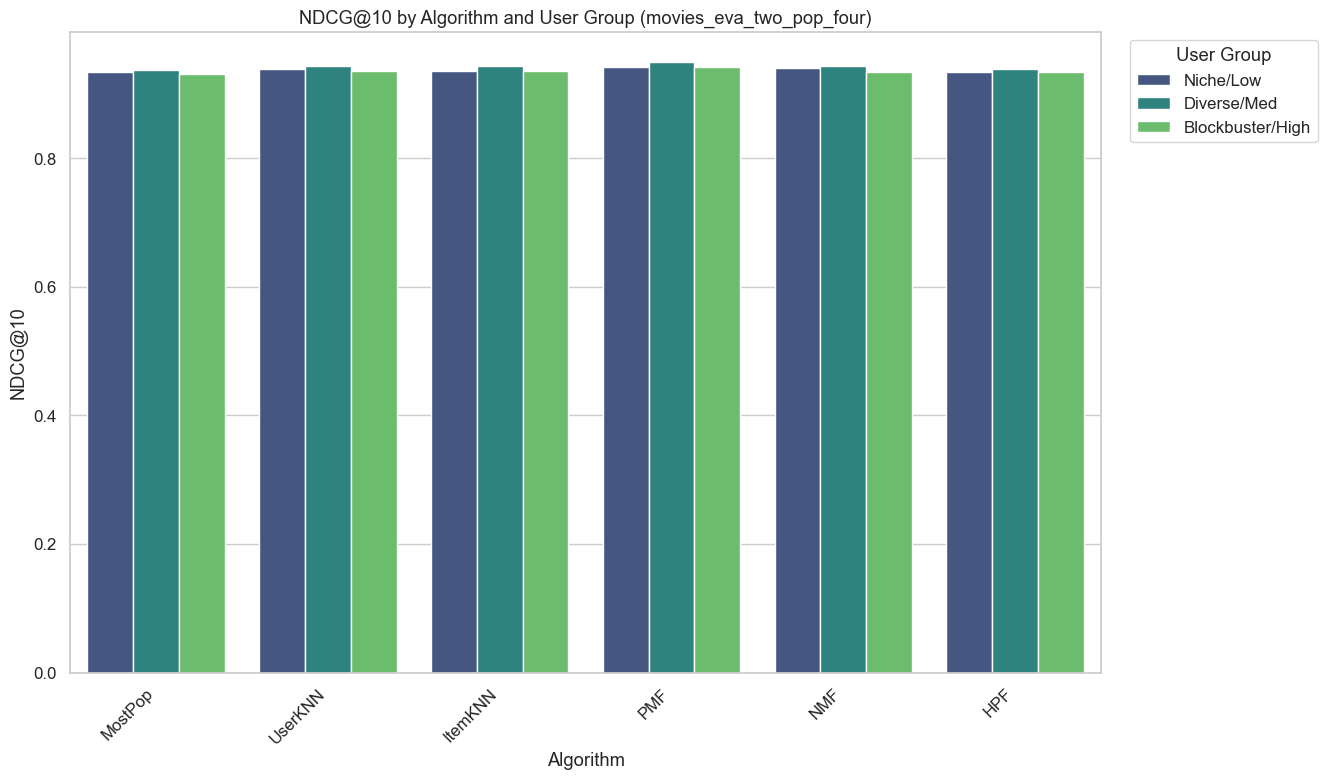 NDCG@10 by Algorithm and User Group (movies_eva_two_pop_four)
User Group
Niche/Low
Diverse/Med
Blockbuster/High
NDCG@10
0.8
0.6
0.4
0.2
0.0
MostPop
UserKNN
ItemKNN
PMF
NMF
HPF
Algorithm